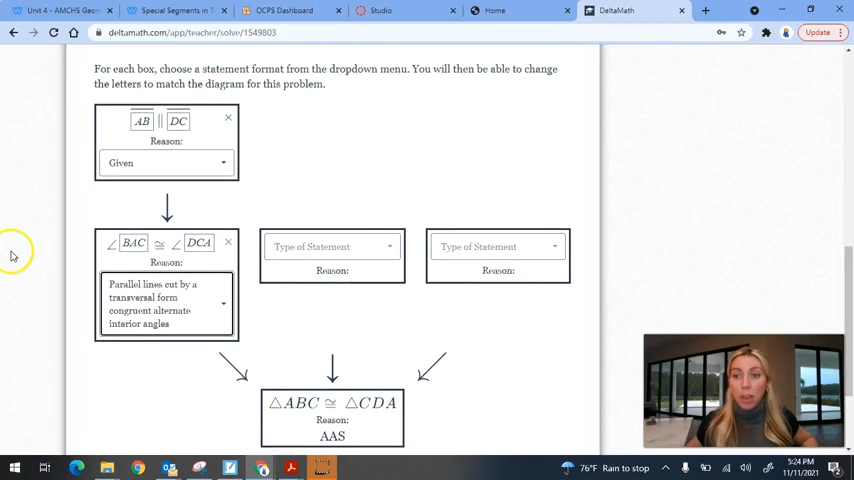 Unit 4 - AMCHS Geom
Special Segments in T
OCPS Dashboard
Studio
Home
DeltaMath
deltamath.com/app/teacher/solve/1549803
Update
For each box, choose a statement format from the dropdown menu. You will then be able to change
the letters to match the diagram for this problem.
AB ∥ DC
Reason:
Given
∠ BAC ≅ ∠ DCA
Reason:
Parallel lines cut by a
transversal form
congruent alternate
interior angles
Type of Statement
Reason:
Type of Statement
Reason:
△ABC ≅ △CDA
Reason:
AAS
76°F Rain to stop
5:24 PM
11/11/2021
2